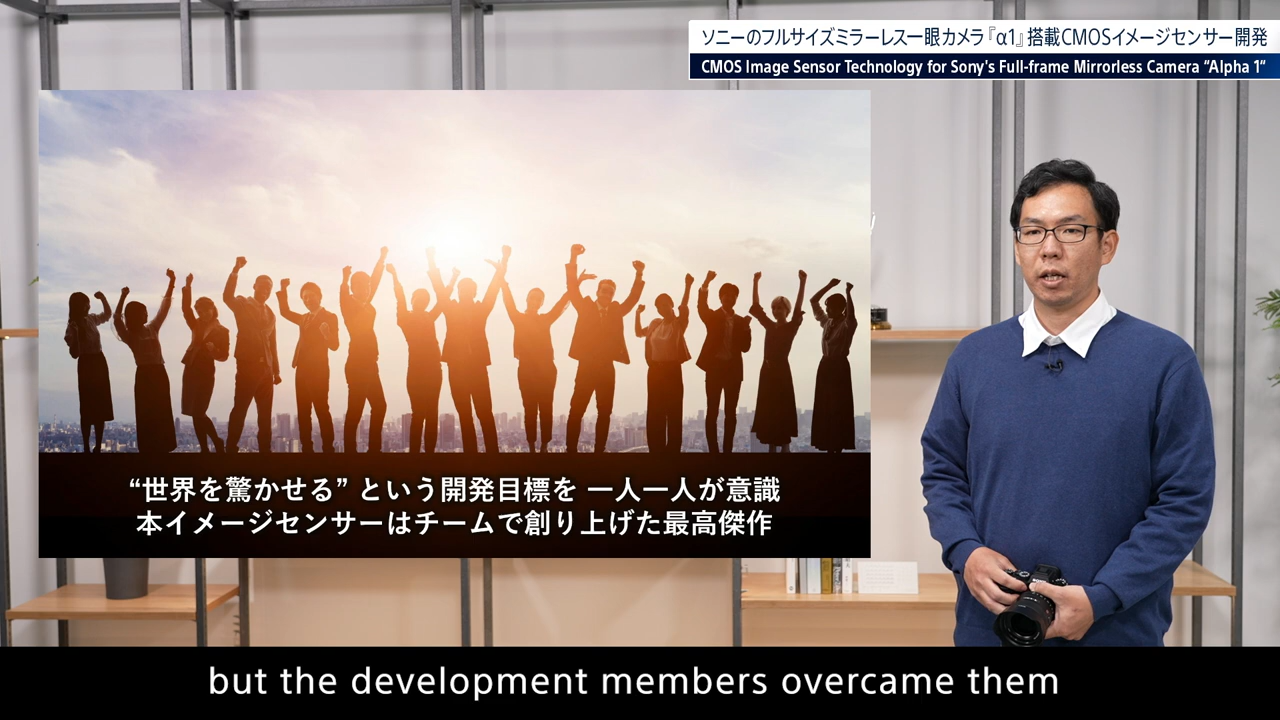 ソニーのフルサイズミラーレス一眼カメラ『α1』搭載CMOSイメージセンサー開発
CMOS Image Sensor Technology for Sony's Full-frame Mirrorless Camera “Alpha 1“
“世界を驚かせる” という開発目標を 一人一人が意識
本イメージセンサーはチームで創り上げた最高傑作
but the development members overcame them